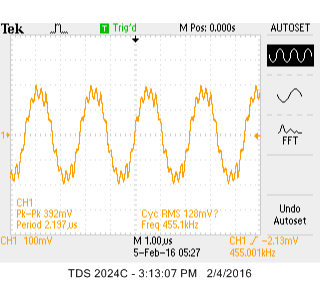 Tek Trig'd M Pos: 0.000s AUTOSET
FFT
1
CH1
Pk-Pk 392mV Cyc RMS 128mV?
Period 2.197µs Freq 455.1kHz
Undo
Autoset
CH1 100mV M 1.00µs CH1 -2.13mV
5-Feb-16 05:27 455.001kHz
TDS 2024C - 3:13:07 PM 2/4/2016